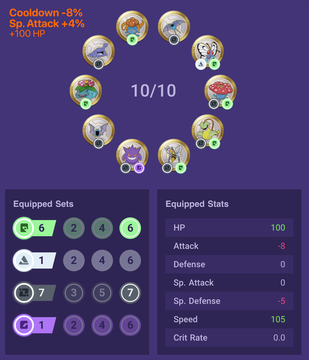 Cooldown -8%
Sp. Attack +4%
+100 HP
10/10
Equipped Sets
6 2 4 6
1 2 4 6
7 3 5 7
1 2 4 6
Equipped Stats
HP 100
Attack -8
Defense 0
Sp. Attack 0
Sp. Defense -5
Speed 105
Crit Rate 0.0